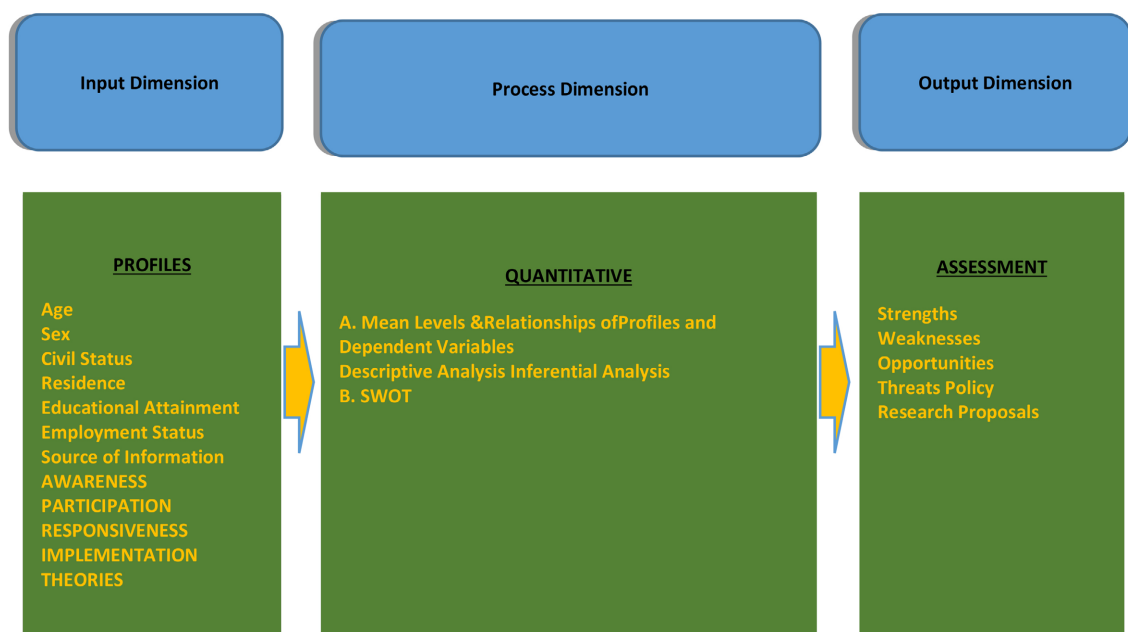 Input Dimension
Process Dimension
Output Dimension
PROFILES
Age
Sex
Civil Status
Residence
Educational Attainment
Employment Status
Source of Information
AWARENESS
PARTICIPATION
RESPONSIVENESS
IMPLEMENTATION
THEORIES
QUANTITATIVE
A. Mean Levels &Relationships ofProfiles and
Dependent Variables
Descriptive Analysis Inferential Analysis
B. SWOT
ASSESSMENT
Strengths
Weaknesses
Opportunities
Threats Policy
Research Proposals